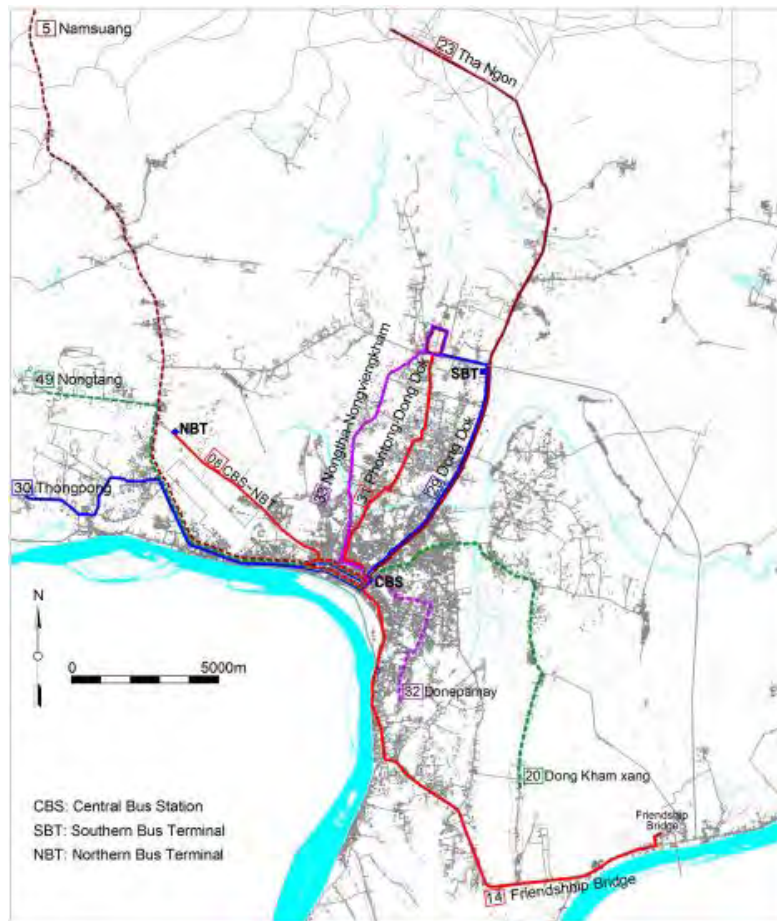 5 Namsuang
23 Tha Ngon
49 Nongtang
NBT
SBT
33 Nongtha-Nongviengkham
31 Phontong-Dong Dok
29 Dong Dok
08 CBS-NBT
30 Thongpong
CBS
N
0 5000m
32 Donepamay
20 Dong Kham xang
CBS: Central Bus Station
SBT: Southern Bus Terminal
NBT: Northern Bus Terminal
Friendship
Bridge
14 Friendshhip Bridge